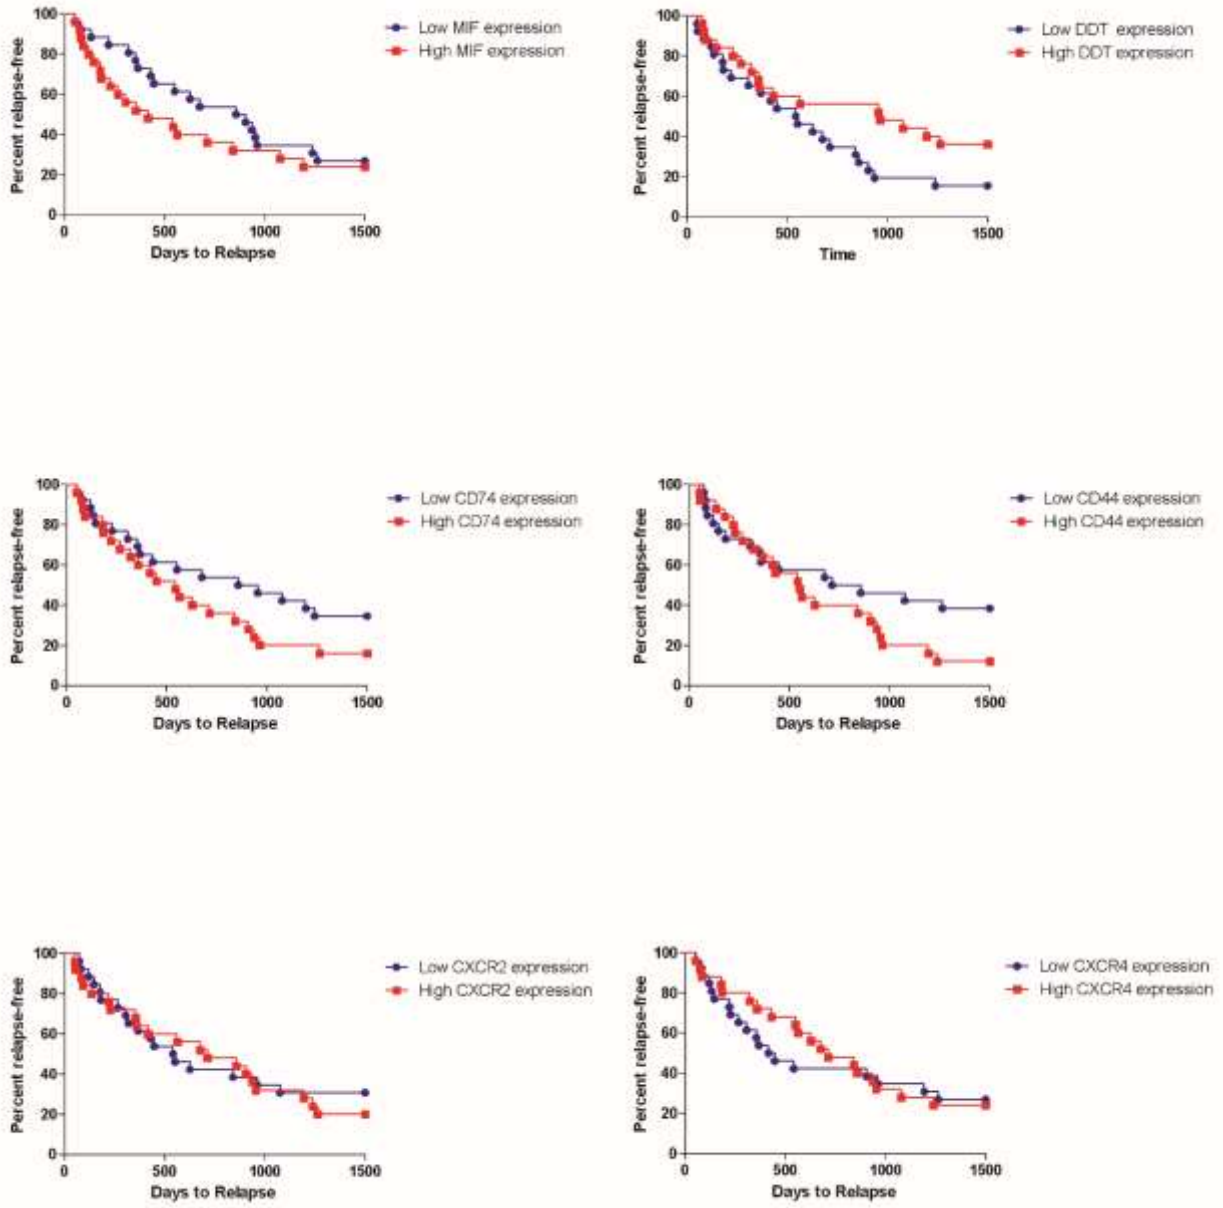 Percent relapse-free
100
80
60
40
20
0
0 500 1000 1500
Days to Relapse
Low MIF expression
High MIF expression
Percent relapse-free
100
80
60
40
20
0
0 500 1000 1500
Time
Low DDT expression
High DDT expression
Percent relapse-free
100
80
60
40
20
0
0 500 1000 1500
Days to Relapse
Low CD74 expression
High CD74 expression
Percent relapse-free
100
80
60
40
20
0
0 500 1000 1500
Days to Relapse
Low CD44 expression
High CD44 expression
Percent relapse-free
100
80
60
40
20
0
0 500 1000 1500
Days to Relapse
Low CXCR2 expression
High CXCR2 expression
Percent relapse-free
100
80
60
40
20
0
0 500 1000 1500
Days to Relapse
Low CXCR4 expression
High CXCR4 expression